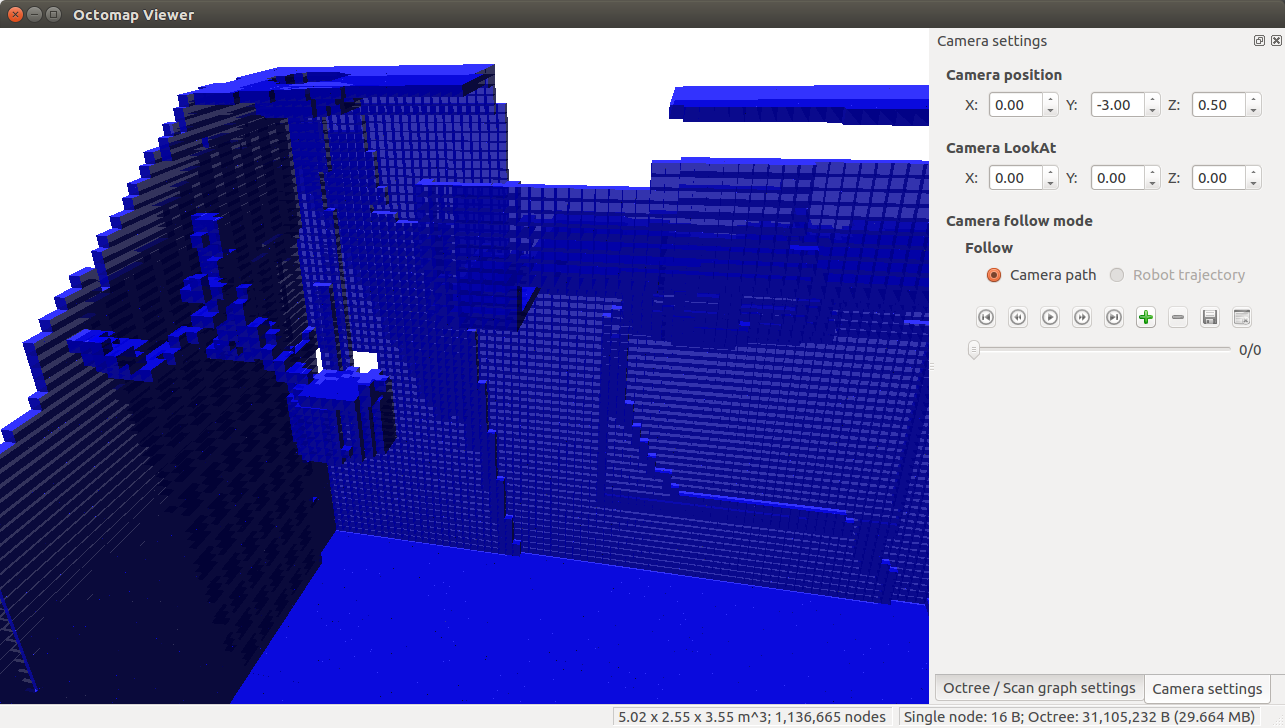 Octomap Viewer
Camera settings
Camera position
X: 0.00 Y: -3.00 Z: 0.50
Camera LookAt
X: 0.00 Y: 0.00 Z: 0.00
Camera follow mode
Follow
Camera path Robot trajectory
0/0
Octree / Scan graph settings Camera settings
5.02 x 2.55 x 3.55 m^3; 1,136,665 nodes Single node: 16 B; Octree: 31,105,232 B (29.664 MB)